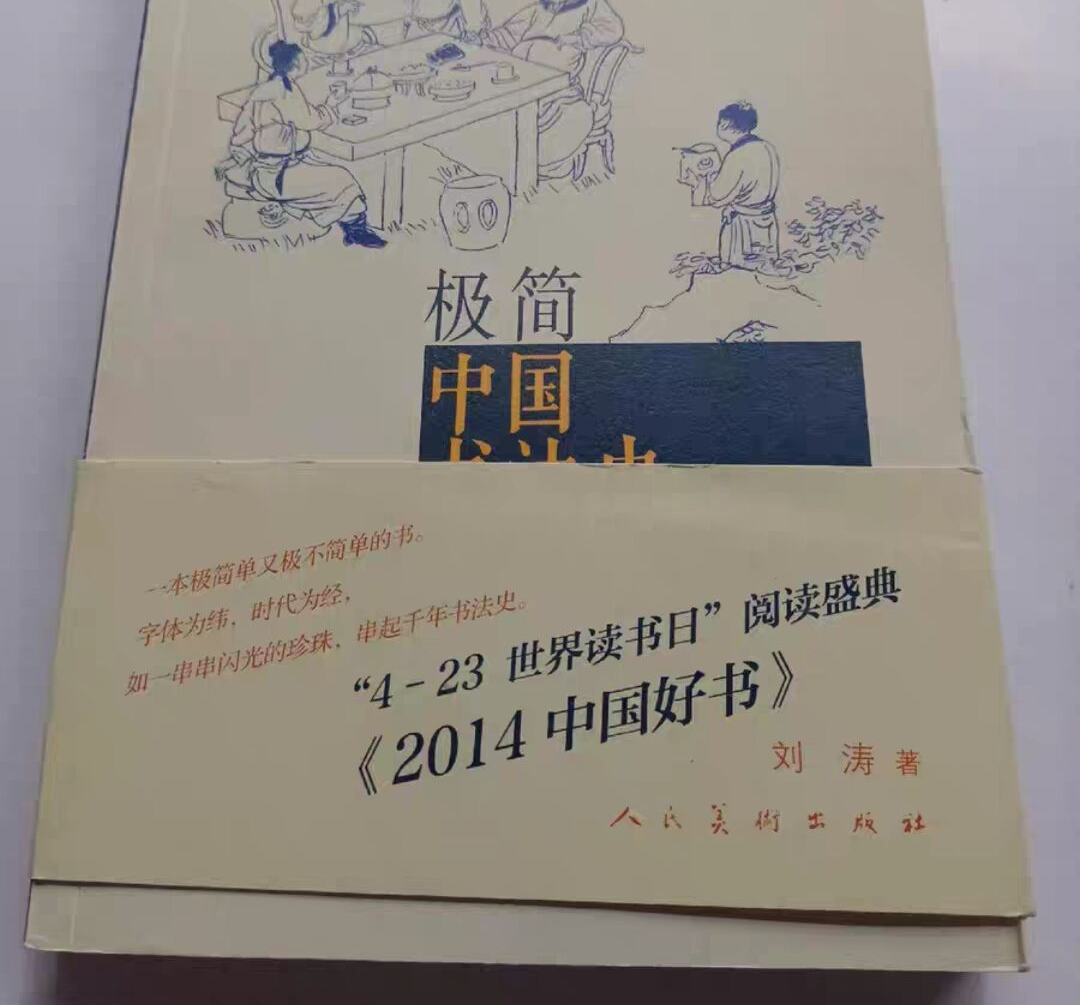 极简
中国
书法史
一本极简单又极不简单的书。
字体为纬，时代为经，
如一串串闪光的珍珠，串起千年书法史。
“4－23 世界读书日”阅读盛典
《2014 中国好书》
刘 涛 著
人民美術出版社